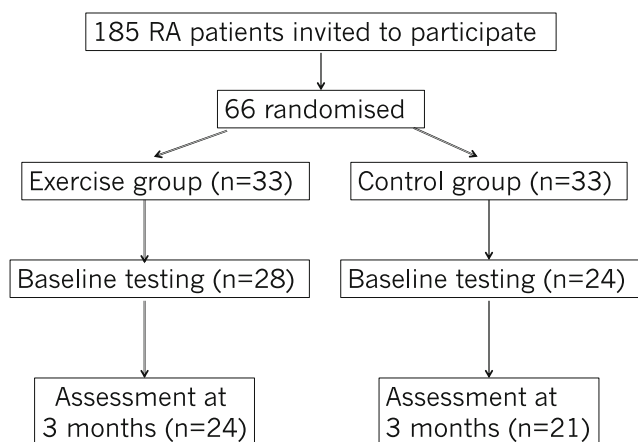 185 RA patients invited to participate
66 randomised
Exercise group (n=33)
Control group (n=33)
Baseline testing (n=28)
Baseline testing (n=24)
Assessment at
3 months (n=24)
Assessment at
3 months (n=21)